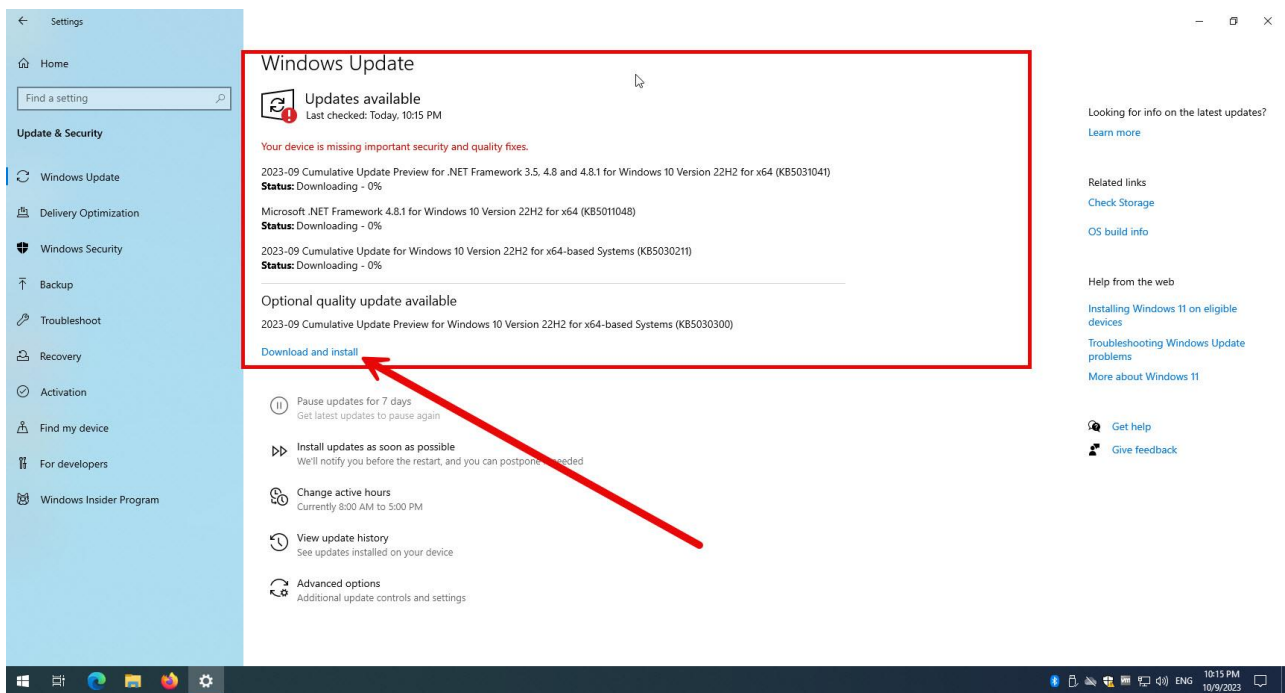 Settings
Home
Find a setting
Update & Security
Windows Update
Delivery Optimization
Windows Security
Backup
Troubleshoot
Recovery
Activation
Find my device
For developers
Windows Insider Program
Windows Update
Updates available
Last checked: Today, 10:15 PM
Your device is missing important security and quality fixes.
2023-09 Cumulative Update Preview for .NET Framework 3.5, 4.8 and 4.8.1 for Windows 10 Version 22H2 for x64 (KB5031041)
Status: Downloading - 0%
Microsoft .NET Framework 4.8.1 for Windows 10 Version 22H2 for x64 (KB5011048)
Status: Downloading - 0%
2023-09 Cumulative Update for Windows 10 Version 22H2 for x64-based Systems (KB5030211)
Status: Downloading - 0%
Optional quality update available
2023-09 Cumulative Update Preview for Windows 10 Version 22H2 for x64-based Systems (KB5030300)
Download and install
Pause updates for 7 days
Get latest updates to pause again
Install updates as soon as possible
We'll notify you before the restart, and you can postpone needed
Change active hours
Currently 8:00 AM to 5:00 PM
View update history
See updates installed on your device
Advanced options
Additional update controls and settings
Looking for info on the latest updates?
Learn more
Related links
Check Storage
OS build info
Help from the web
Installing Windows 11 on eligible
devices
Troubleshooting Windows Update
problems
More about Windows 11
Get help
Give feedback
ENG
10:15 PM
10/9/2023